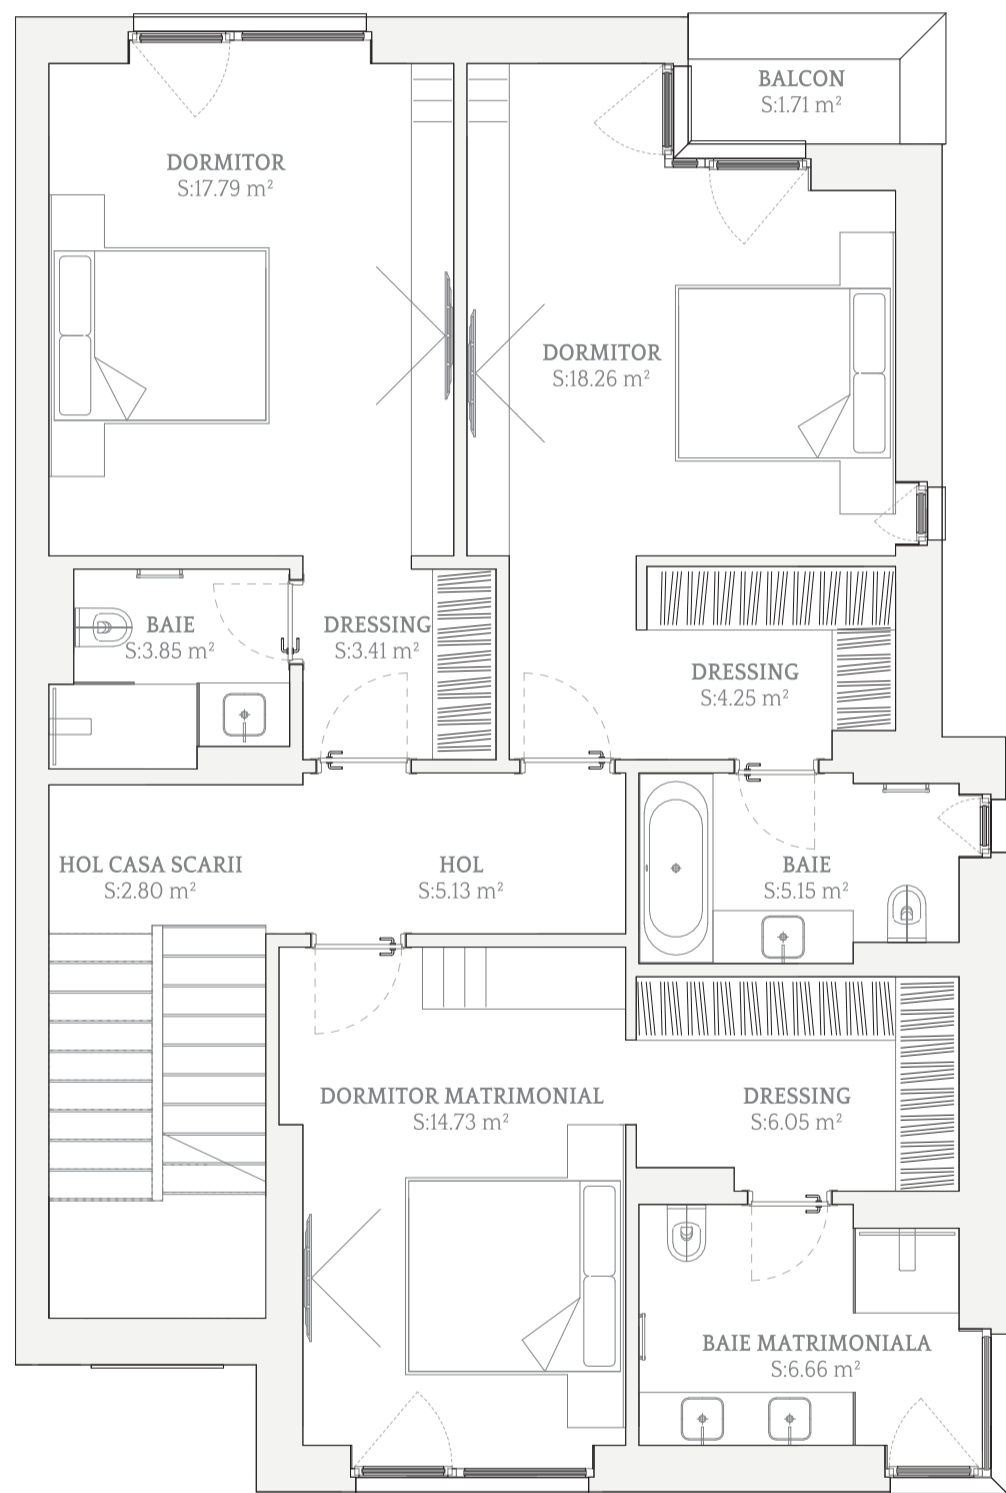 BALCON
S:1.71 m²
DORMITOR
S:17.79 m²
DORMITOR
S:18.26 m²
BAIE
S:3.85 m²
DRESSING
S:3.41 m²
DRESSING
S:4.25 m²
HOL CASA SCARII
S:2.80 m²
HOL
S:5.13 m²
BAIE
S:5.15 m²
DORMITOR MATRIMONIAL
S:14.73 m²
DRESSING
S:6.05 m²
BAIE MATRIMONIALA
S:6.66 m²